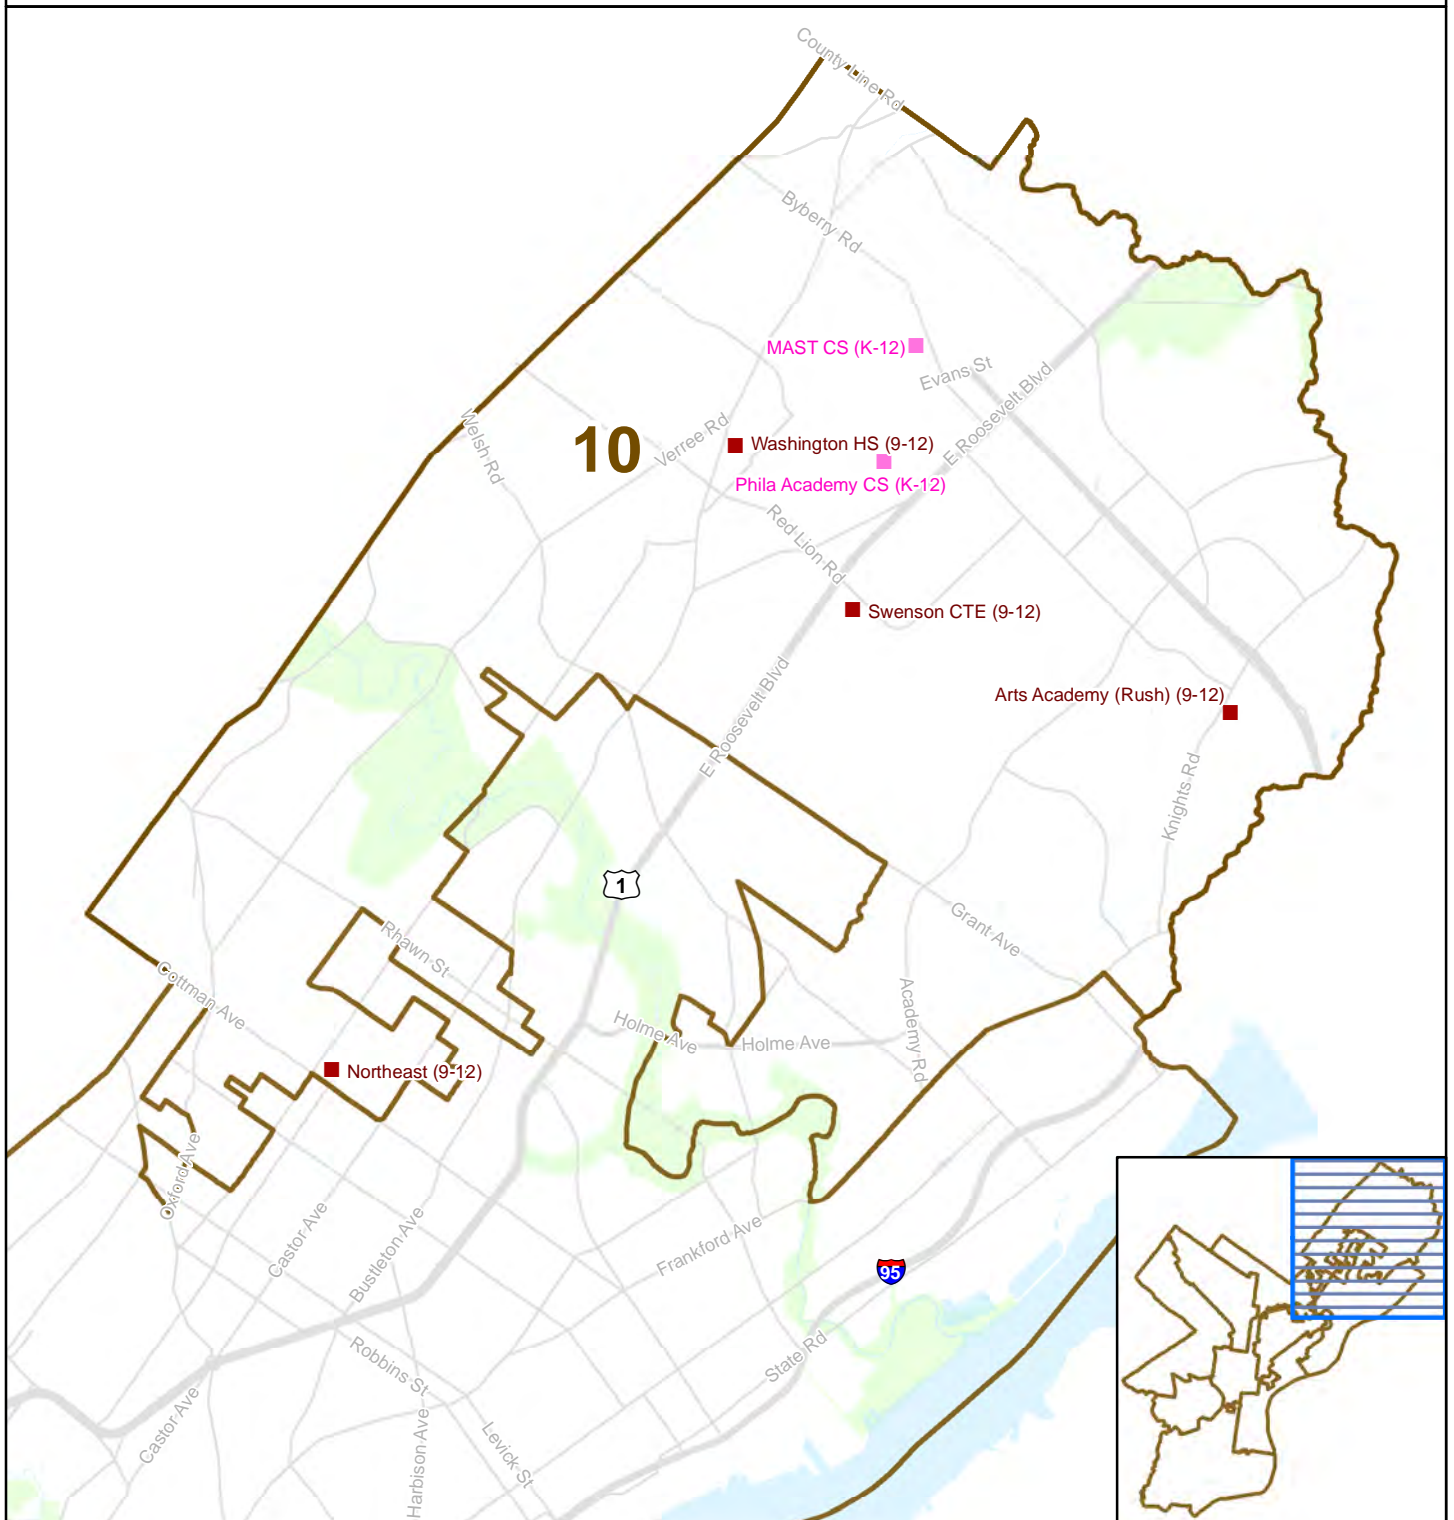 County Line Rd
Byberry Rd
MAST CS (K-12)
Evans St
E Roosevelt Blvd
Welsh Rd
10
Verree Rd
Washington HS (9-12)
Phila Academy CS (K-12)
Red Lion Rd
Swenson CTE (9-12)
E Roosevelt Blvd
Arts Academy (Rush) (9-12)
Knights Rd
1
Grant Ave
Rhawn St
Cottman Ave
Academy Rd
Holme Ave
Holme Ave
Northeast (9-12)
Oxford Ave
Castor Ave
Bustleton Ave
Frankford Ave
95
State Rd
Robbins St
Castor Ave
Harbison Ave
Levick St